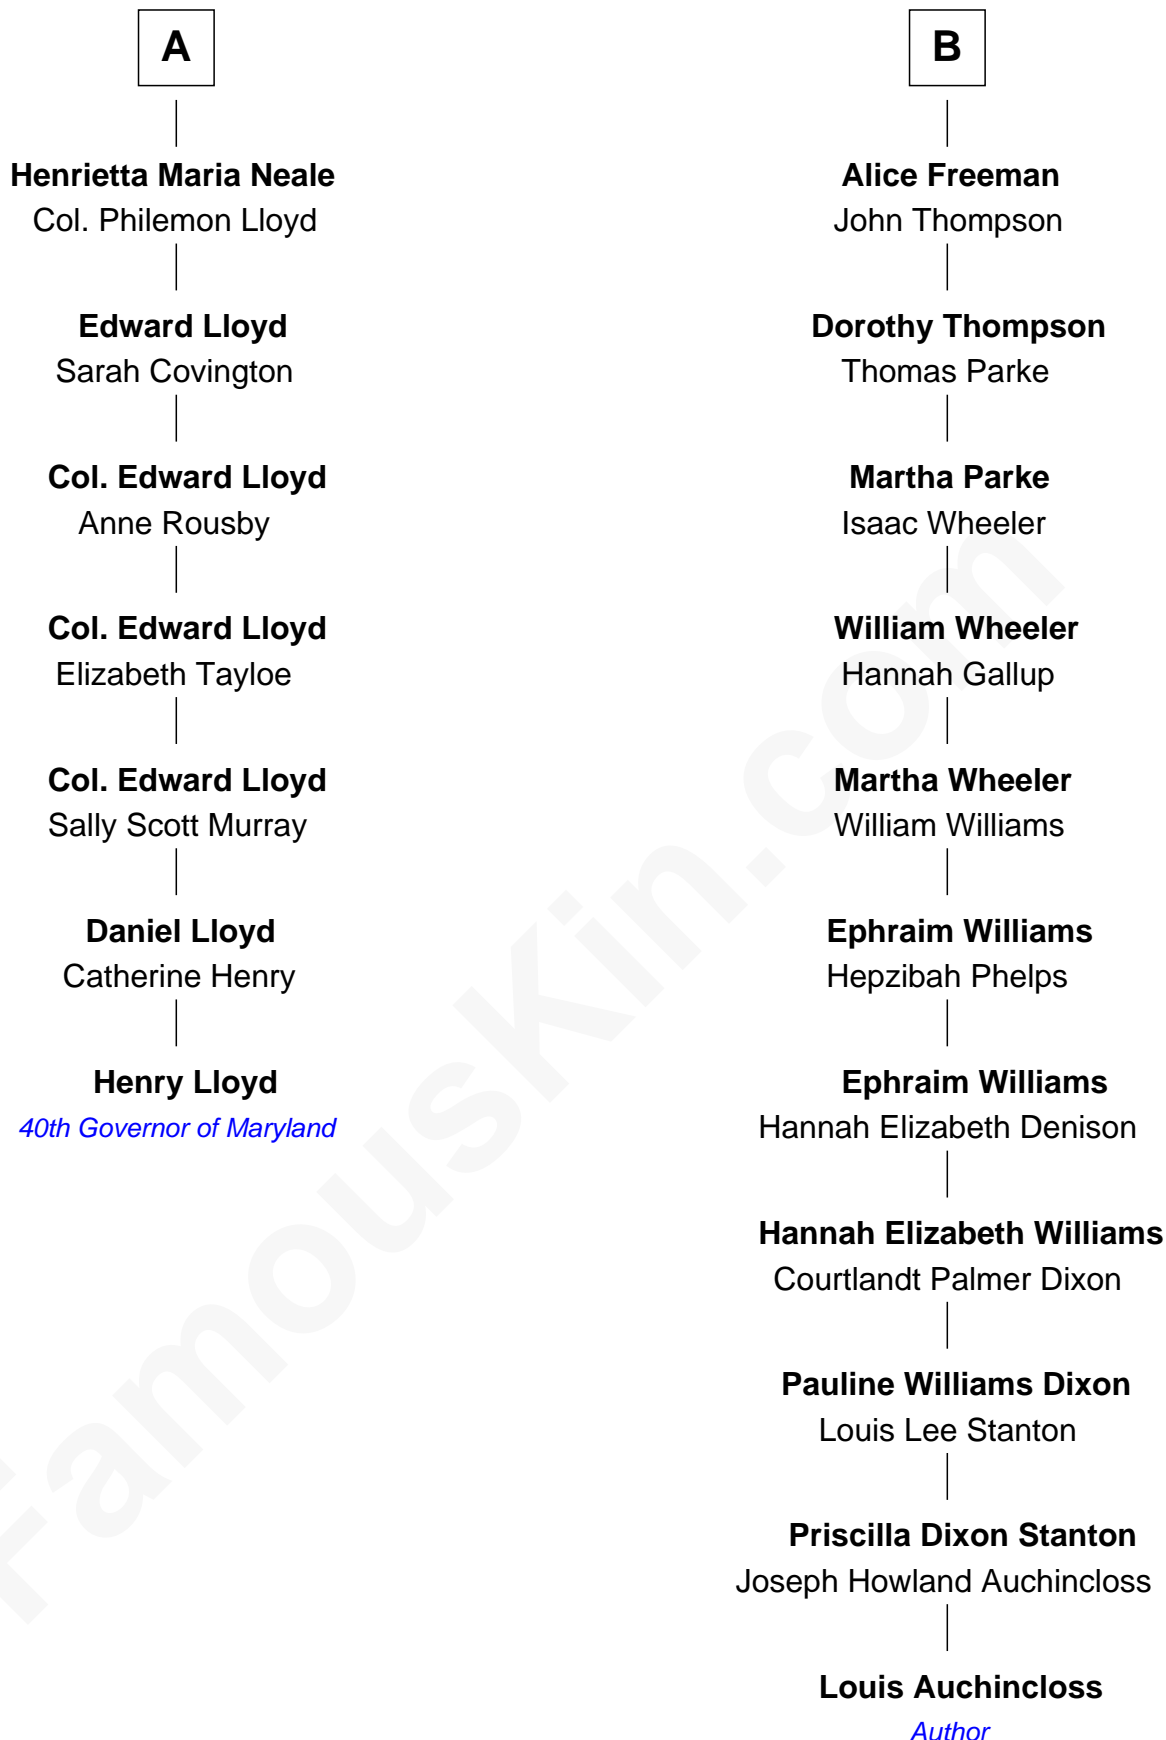 A
Henrietta Maria Neale
Col. Philemon Lloyd
Edward Lloyd
Sarah Covington
Col. Edward Lloyd
Anne Rousby
Col. Edward Lloyd
Elizabeth Tayloe
Col. Edward Lloyd
Sally Scott Murray
Daniel Lloyd
Catherine Henry
Henry Lloyd
40th Governor of Maryland
B
Alice Freeman
John Thompson
Dorothy Thompson
Thomas Parke
Martha Parke
Isaac Wheeler
William Wheeler
Hannah Gallup
Martha Wheeler
William Williams
Ephraim Williams
Hepzibah Phelps
Ephraim Williams
Hannah Elizabeth Denison
Hannah Elizabeth Williams
Courtlandt Palmer Dixon
Pauline Williams Dixon
Louis Lee Stanton
Priscilla Dixon Stanton
Joseph Howland Auchincloss
Louis Auchincloss
Author
FamousKin.com